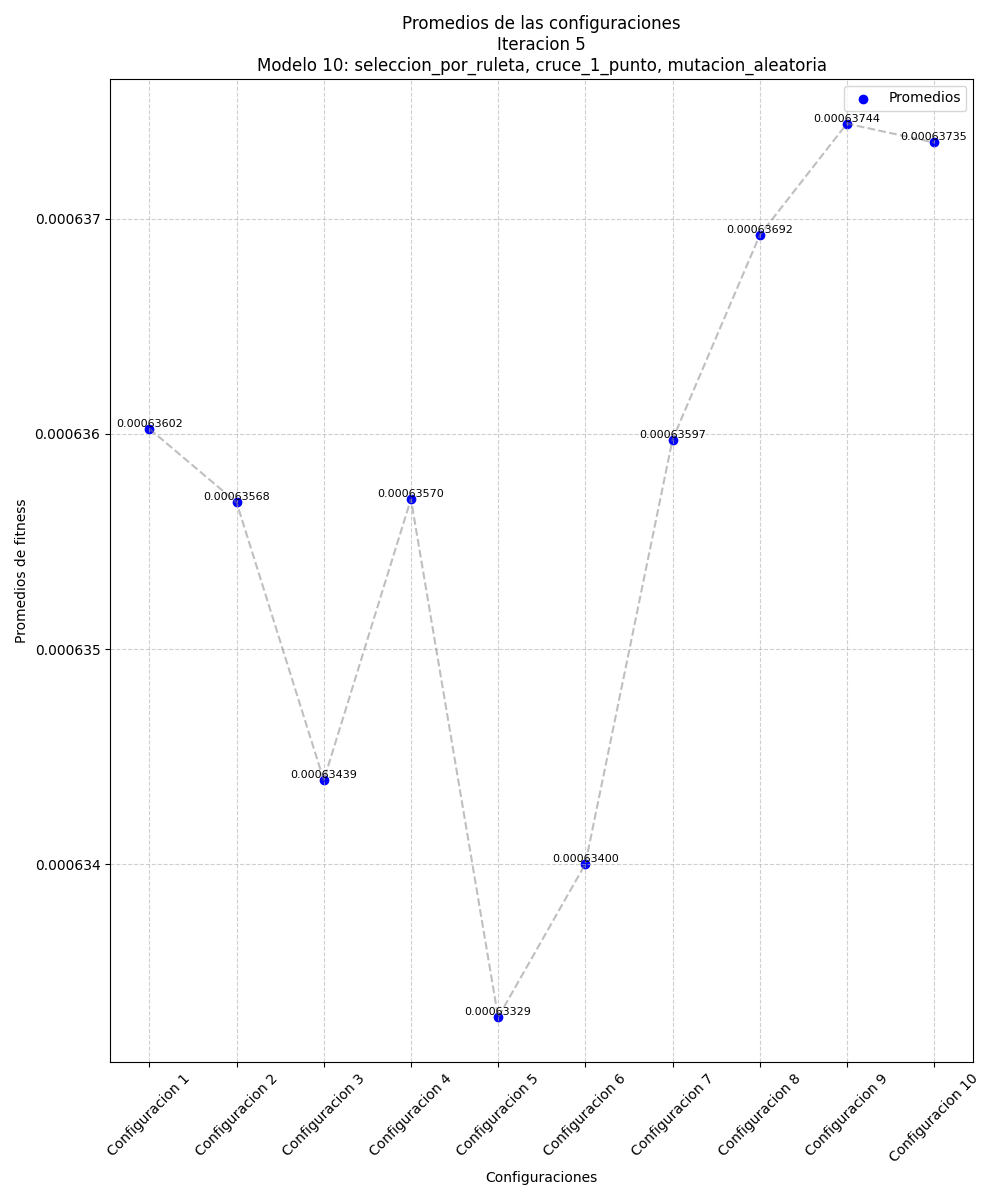 Promedios de las configuraciones
Iteracion 5
Modelo 10: seleccion_por_ruleta, cruce_1_punto, mutacion_aleatoria
Promedios
0.00063744
0.00063735
0.000637
0.00063692
0.00063602
0.000636
0.00063597
0.00063568
0.00063570
Promedios de fitness
0.000635
0.00063439
0.00063400
0.000634
0.00063329
Configuracion 1
Configuracion 2
Configuracion 3
Configuracion 4
Configuracion 5
Configuracion 6
Configuracion 7
Configuracion 8
Configuracion 9
Configuracion 10
Configuraciones